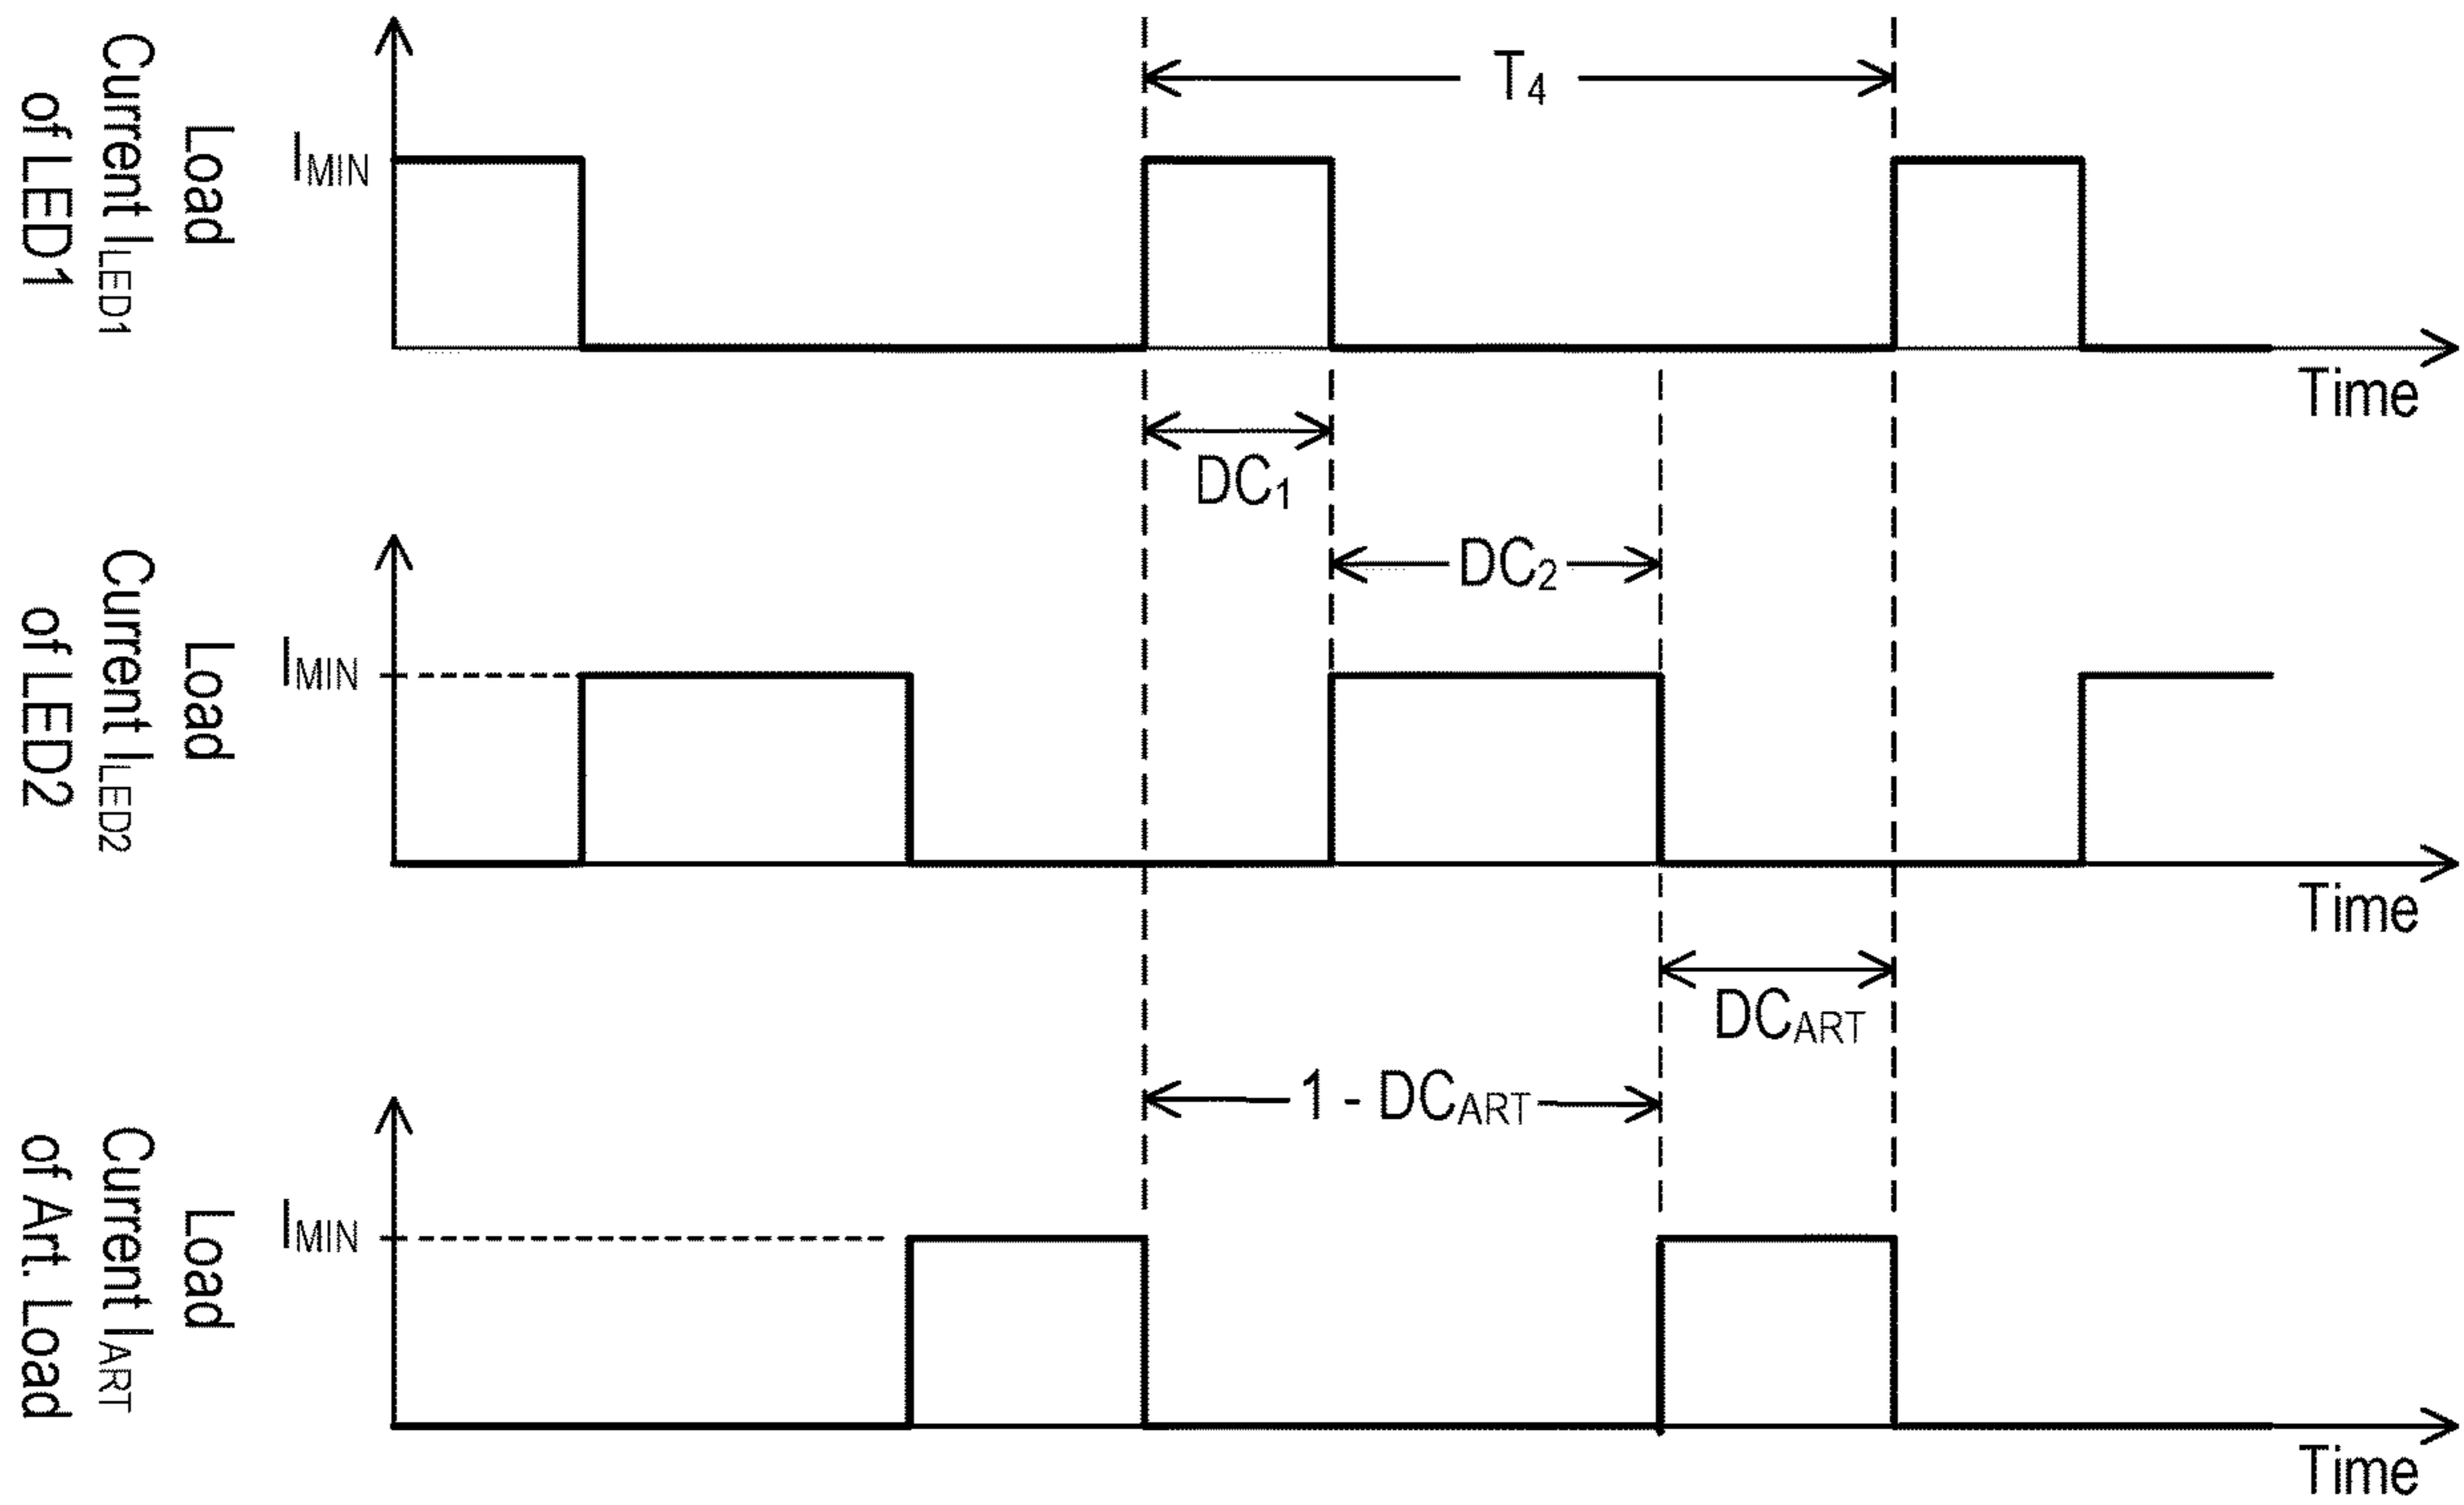 Load
Current ILED1
of LED1
IMIN
T4
Time
DC1
Load
Current ILED2
of LED2
IMIN
DC2
Time
DCART
Load
Current IART
of Art. Load
IMIN
1 - DCART
Time